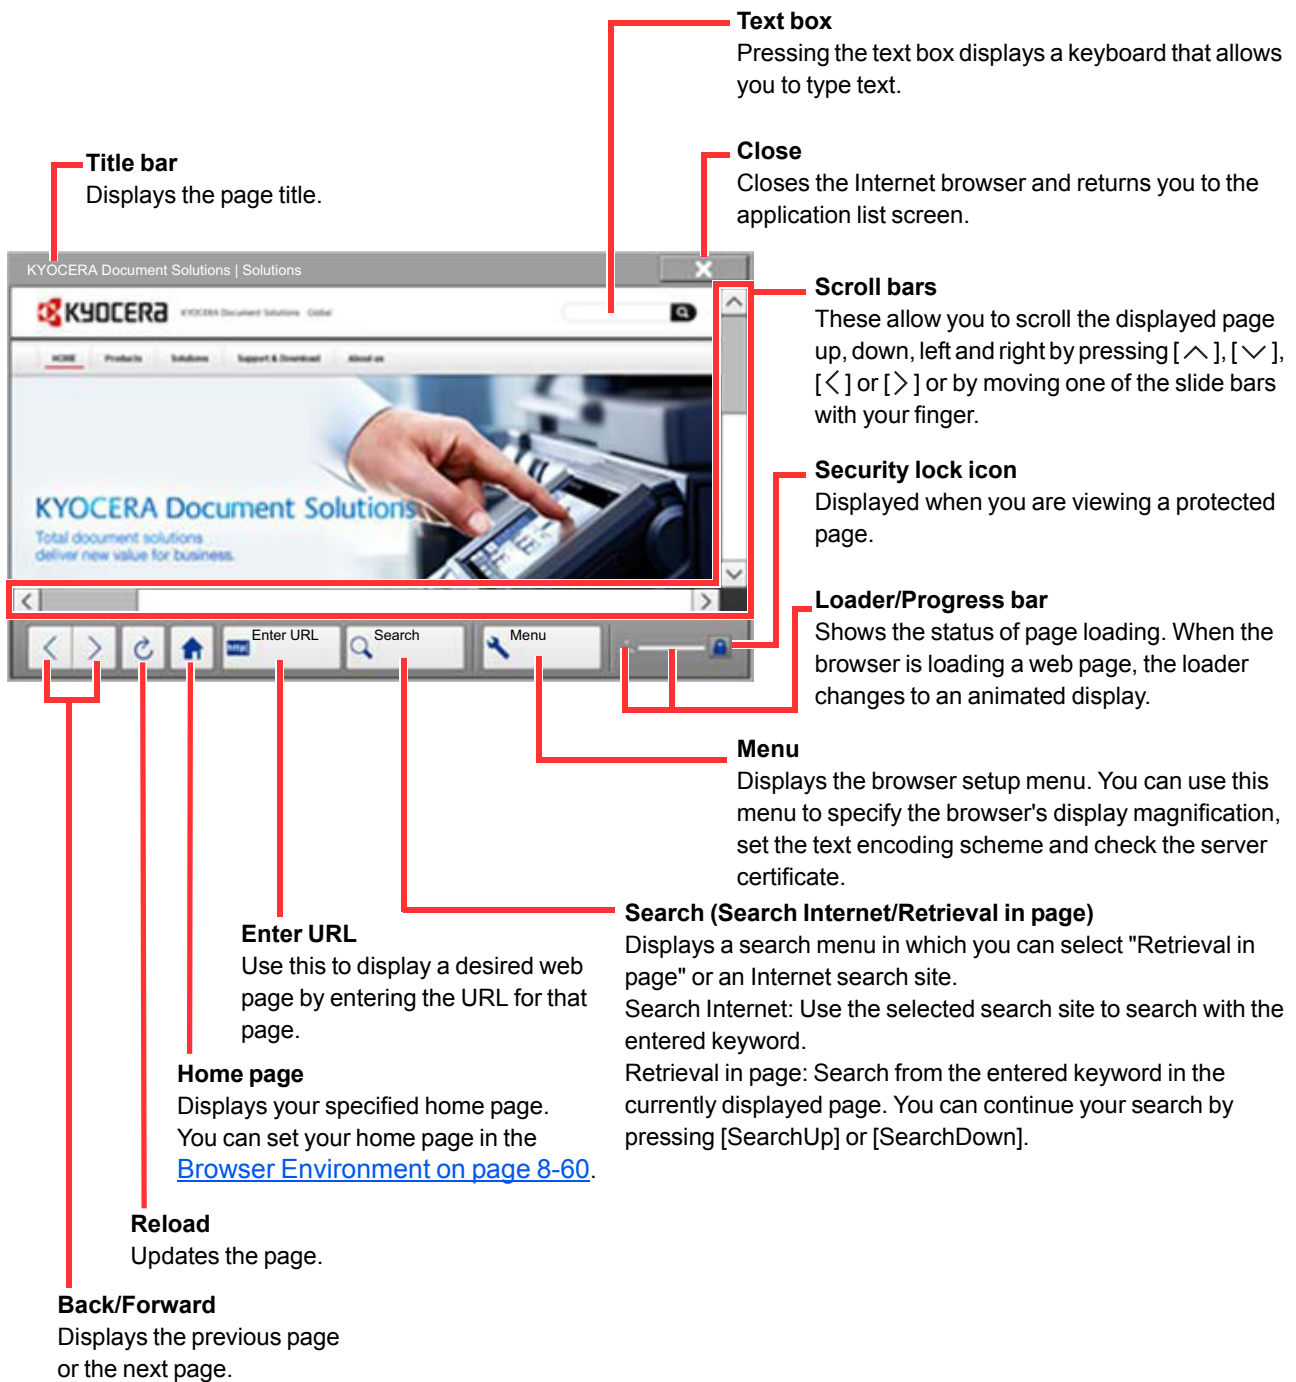 Text box
Pressing the text box displays a keyboard that allows
you to type text.
Title bar
Displays the page title.
Close
Closes the Internet browser and returns you to the
application list screen.
KYOCERA Document Solutions | Solutions
KYOCERA
KYOCERA Document Solutions Global
HOME Products Solutions Support & Download About us
KYOCERA Document Solutions
Total document solutions
deliver new value for business.
Scroll bars
These allow you to scroll the displayed page
up, down, left and right by pressing [ ︿ ], [ ﹀ ],
[ 〈 ] or [ 〉 ] or by moving one of the slide bars
with your finger.
Security lock icon
Displayed when you are viewing a protected
page.
Loader/Progress bar
Shows the status of page loading. When the
browser is loading a web page, the loader
changes to an animated display.
Enter URL
Search
Menu
Menu
Displays the browser setup menu. You can use this
menu to specify the browser's display magnification,
set the text encoding scheme and check the server
certificate.
Search (Search Internet/Retrieval in page)
Displays a search menu in which you can select "Retrieval in
page" or an Internet search site.
Search Internet: Use the selected search site to search with the
entered keyword.
Retrieval in page: Search from the entered keyword in the
currently displayed page. You can continue your search by
pressing [SearchUp] or [SearchDown].
Enter URL
Use this to display a desired web
page by entering the URL for that
page.
Home page
Displays your specified home page.
You can set your home page in the
Browser Environment on page 8-60.
Reload
Updates the page.
Back/Forward
Displays the previous page
or the next page.